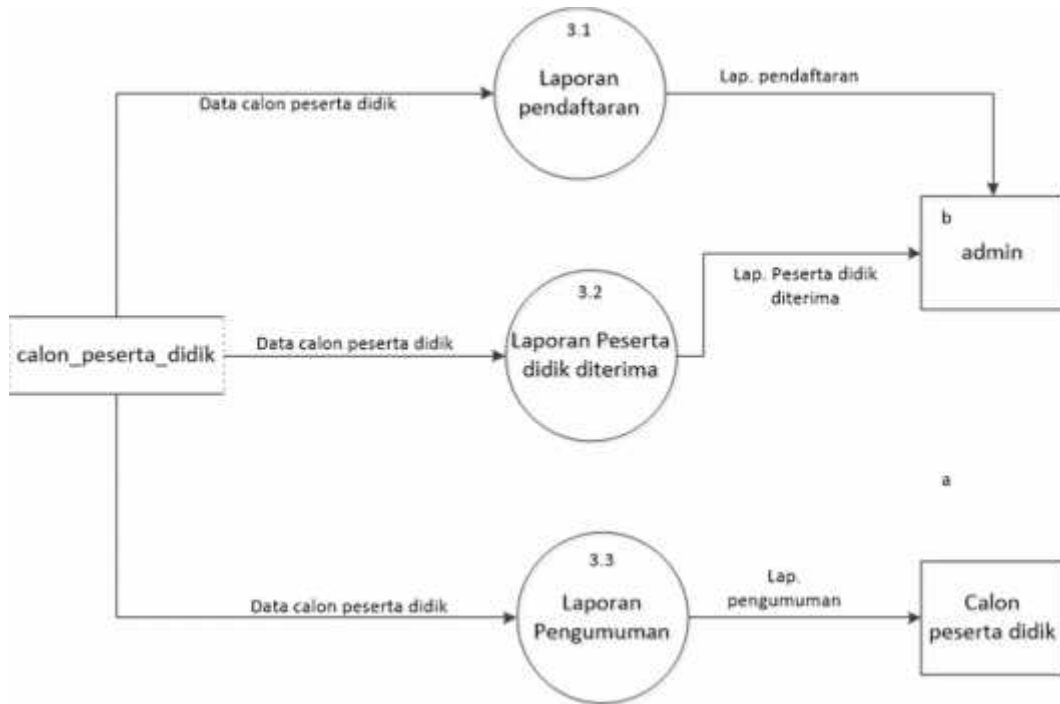 3.1
Laporan
pendaftaran
Lap. pendaftaran
Data calon peserta didik
b
admin
Lap. Peserta didik
diterima
3.2
Laporan Peserta
didik diterima
Data calon peserta didik
calon_peserta_didik
a
3.3
Laporan
Pengumuman
Lap.
pengumuman
Data calon peserta didik
Calon
peserta didik